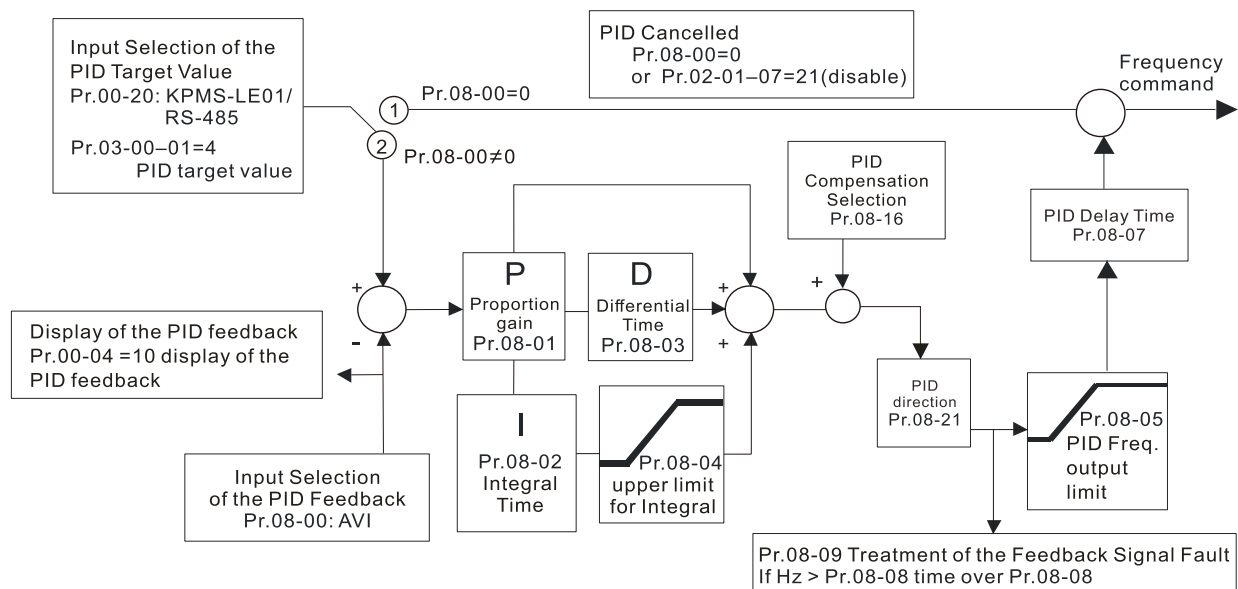 Input Selection of the
PID Target Value
Pr.00-20: KPMS-LE01/
RS-485
Pr.03-00–01=4
PID target value
1
Pr.08-00=0
2
Pr.08-00≠0
PID Cancelled
Pr.08-00=0
or Pr.02-01–07=21(disable)
Frequency
command
PID
Compensation
Selection
Pr.08-16
PID Delay Time
Pr.08-07
+
-
P
Proportion
gain
Pr.08-01
D
Differential
Time
Pr.08-03
+
+
+
Display of the PID feedback
Pr.00-04 =10 display of the
PID feedback
I
Pr.08-02
Integral
Time
Pr.08-04
upper limit
for Integral
PID
direction
Pr.08-21
Pr.08-05
PID Freq.
output
limit
Input Selection
of the PID Feedback
Pr.08-00: AVI
Pr.08-09 Treatment of the Feedback Signal Fault
If Hz > Pr.08-08 time over Pr.08-08